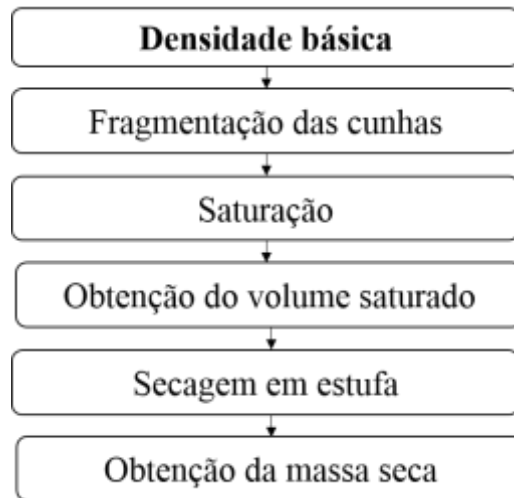 Densidade básica
Fragmentação das cunhas
Saturação
Obtenção do volume saturado
Secagem em estufa
Obtenção da massa seca